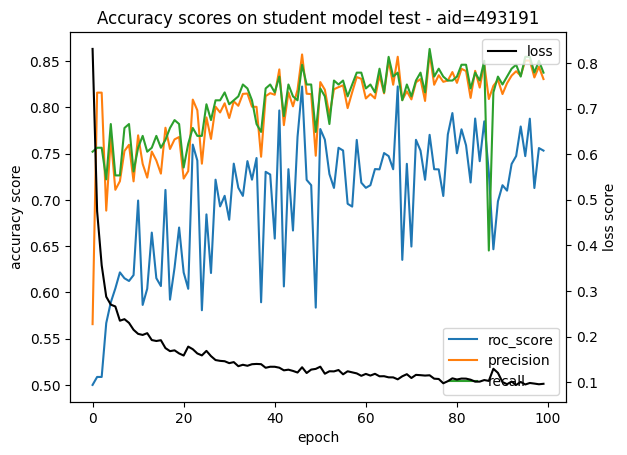 Accuracy scores on student model test - aid=493191
accuracy score
0.85
0.80
0.75
0.70
0.65
0.60
0.55
0.50
0
20
40
60
80
100
epoch
0.8
0.7
0.6
0.5
0.4
0.3
0.2
0.1
loss score
loss
roc_score
precision
recall